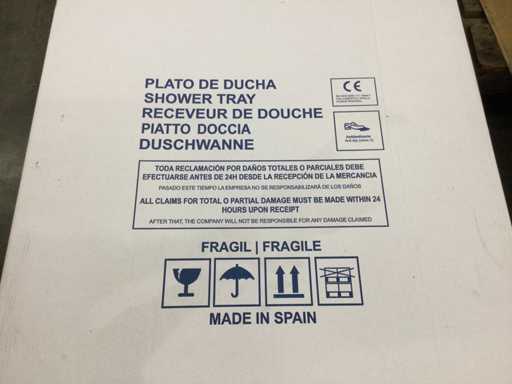 PLATO DE DUCHA
SHOWER TRAY
RECEVEUR DE DOUCHE
PIATTO DOCCIA
DUSCHWANNE
CE
TODA RECLAMACIÓN POR DAÑOS TOTALES O PARCIALES DEBE
EFECTUARSE ANTES DE 24H DESDE LA RECEPCIÓN DE LA MERCANCIA
PASADO ESTE TIEMPO LA EMPRESA NO SE RESPONSABILIZARÁ DE LOS DAÑOS
ALL CLAIMS FOR TOTAL O PARTIAL DAMAGE MUST BE MADE WITHIN 24
HOURS UPON RECEIPT
AFTER THAT, THE COMPANY WILL NOT BE RESPONSIBLE FOR ANY DAMAGE CLAIMED
FRAGIL | FRAGILE
MADE IN SPAIN